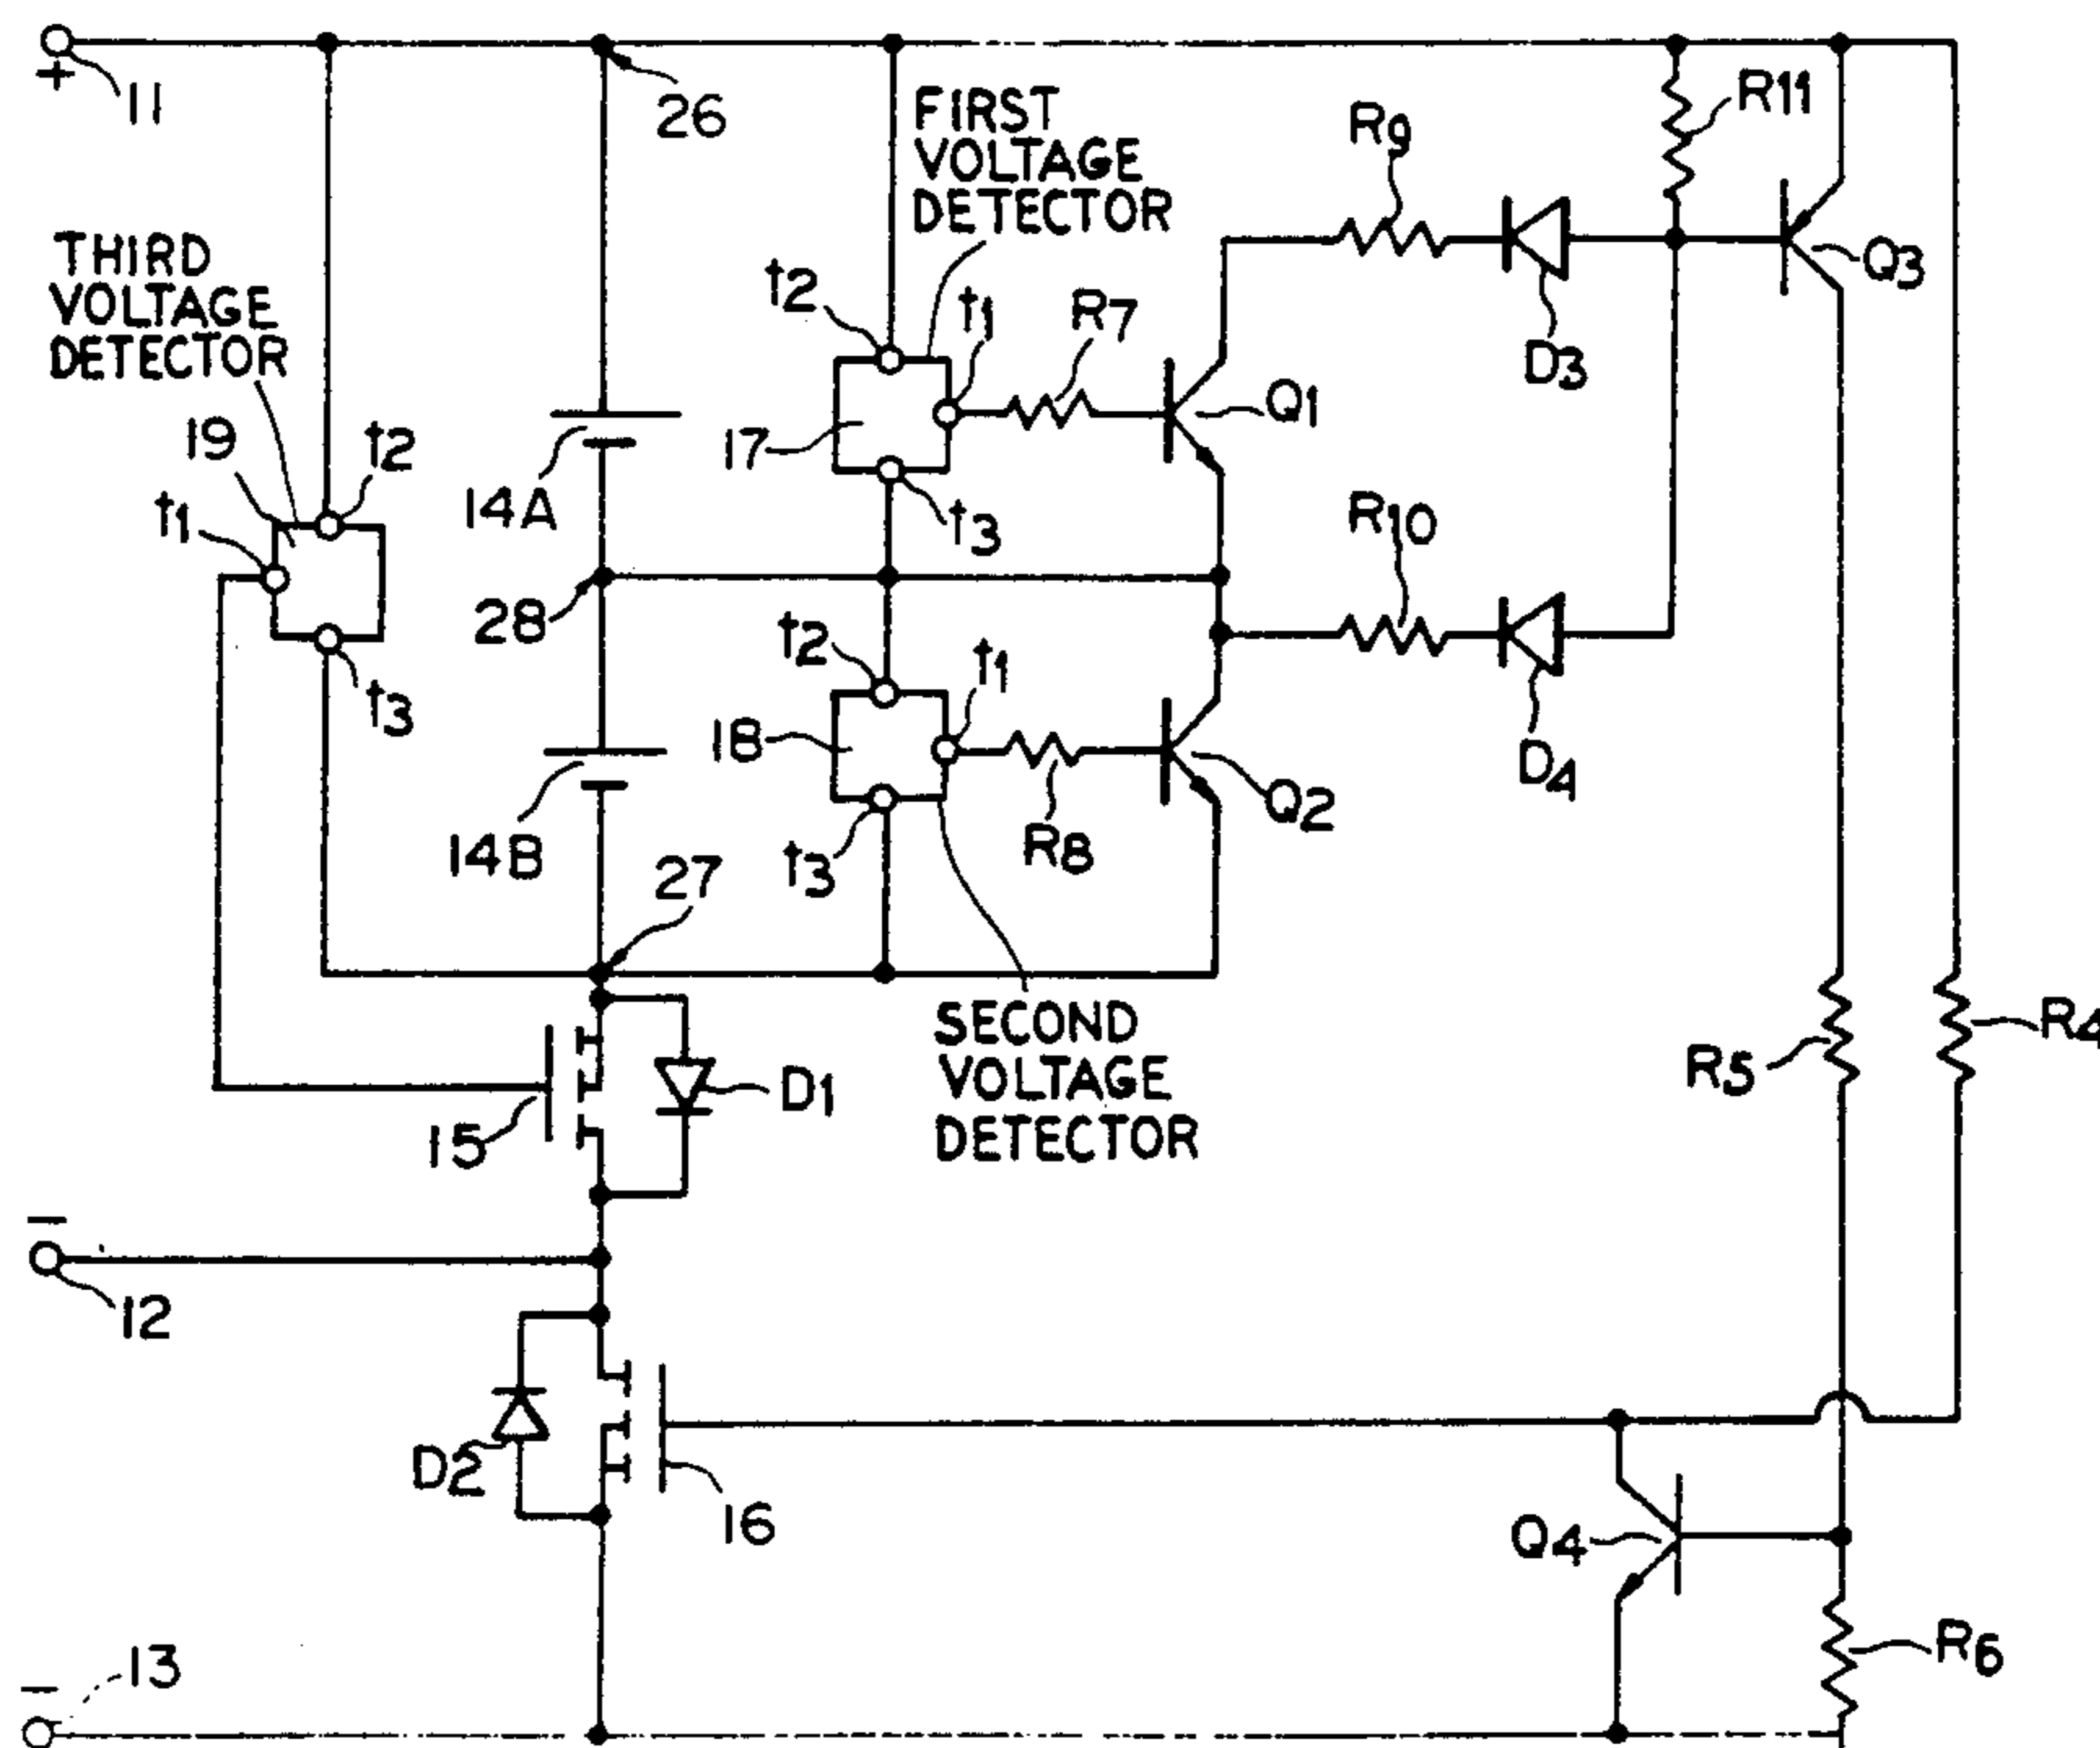 +
11
26
FIRST
VOLTAGE
DETECTOR
R9
R11
THIRD
VOLTAGE
DETECTOR
t2
t1
R7
Q3
D3
19
t2
17
Q1
t1
14A
t3
R10
28
t2
t1
t3
18
D4
Q2
14B
27
t3
R8
SECOND
VOLTAGE
DETECTOR
R5
R4
D1
15
−
12
D2
16
Q4
R6
13
−